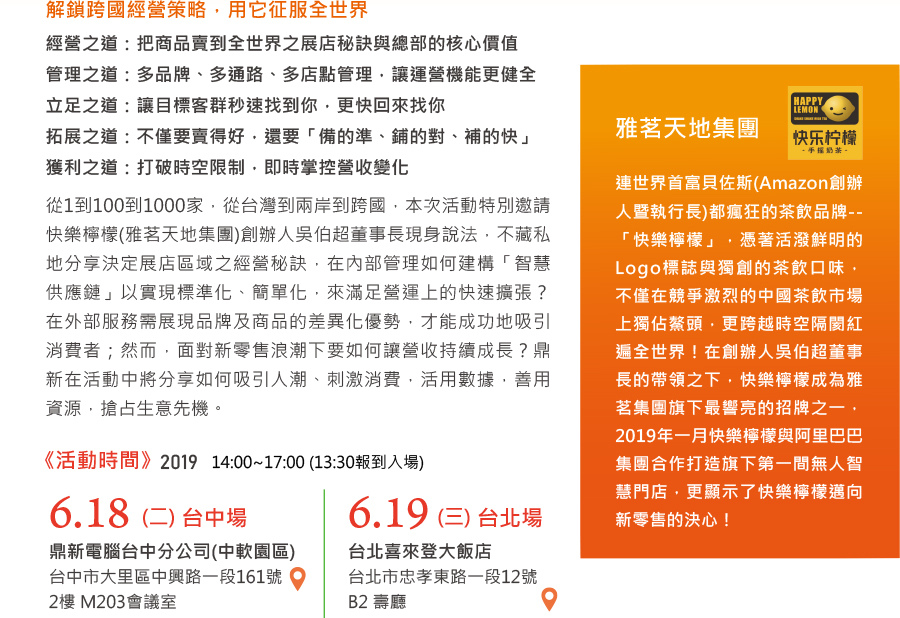 解鎖跨國經營策略，用它征服全世界
經營之道：把商品賣到全世界之展店秘訣與總部的核心價值
管理之道：多品牌、多通路、多店點管理，讓運營機能更健全
立足之道：讓目標客群秒速找到你，更快回來找你
拓展之道：不僅要賣得好，還要「備的準、鋪的對、補的快」
獲利之道：打破時空限制，即時掌控營收變化
從1到100到1000家，從台灣到兩岸到跨國，本次活動特別邀請
快樂檸檬(雅茗天地集團)創辦人吳伯超董事長現身說法，不藏私
地分享決定展店區域之經營秘訣，在內部管理如何建構「智慧
供應鏈」以實現標準化、簡單化，來滿足營運上的快速擴張？
在外部服務需展現品牌及商品的差異化優勢，才能成功地吸引
消費者；然而，面對新零售浪潮下要如何讓營收持續成長？鼎
新在活動中將分享如何吸引人潮、刺激消費，活用數據，善用
資源，搶占生意先機。
《活動時間》2019 14:00~17:00 (13:30報到入場)
6.18 (二) 台中場
鼎新電腦台中分公司(中軟園區)
台中市大里區中興路一段161號
2樓 M203會議室
6.19 (三) 台北場
台北喜來登大飯店
台北市忠孝東路一段12號
B2 壽廳
雅茗天地集團
HAPPY
LEMON
快乐柠檬
-手摇奶茶-
連世界首富貝佐斯(Amazon創辦
人暨執行長)都瘋狂的茶飲品牌--
「快樂檸檬」，憑著活潑鮮明的
Logo標誌與獨創的茶飲口味，
不僅在競爭激烈的中國茶飲市場
上獨佔鰲頭，更跨越時空隔閡紅
遍全世界！在創辦人吳伯超董事
長的帶領之下，快樂檸檬成為雅
茗集團旗下最響亮的招牌之一，
2019年一月快樂檸檬與阿里巴巴
集團合作打造旗下第一間無人智
慧門店，更顯示了快樂檸檬邁向
新零售的決心！